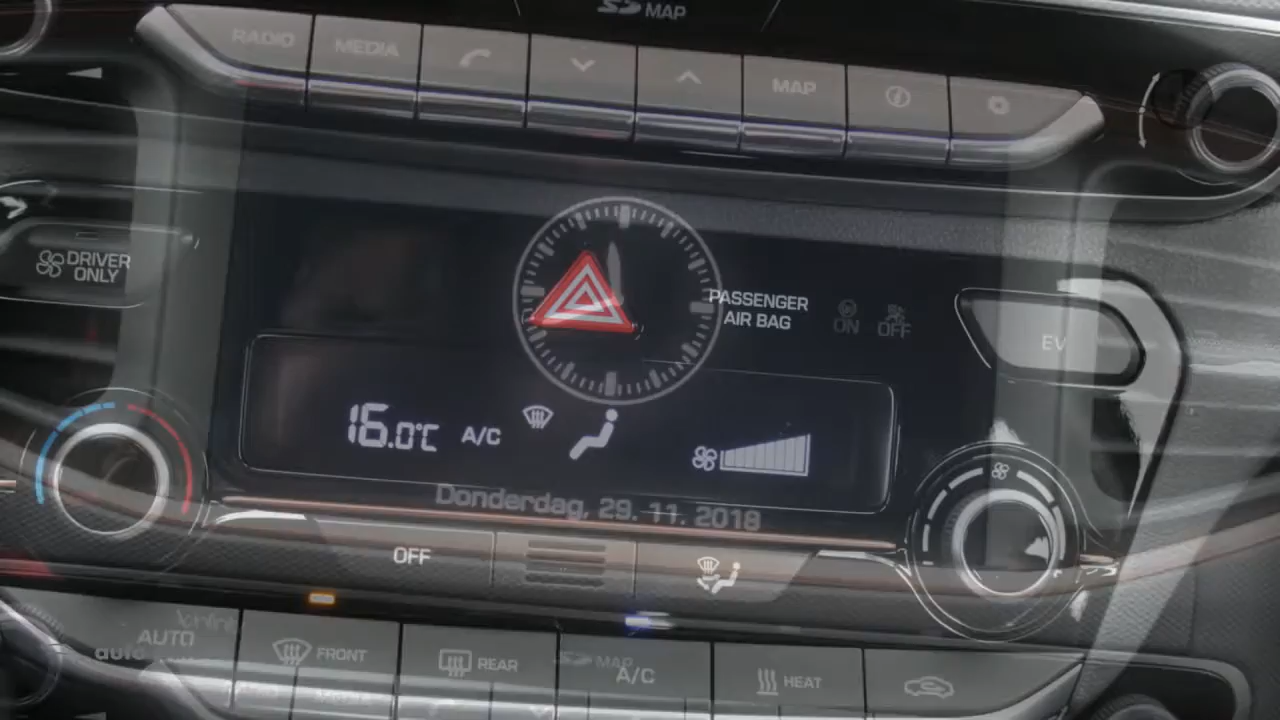 MAP
RADIO MEDIA MAP
DRIVER ONLY
PASSENGER AIR BAG ON OFF
EV
16.0°C A/C
Donderdag, 29. 11. 2018
OFF
AUTO FRONT REAR A/C HEAT
MAP